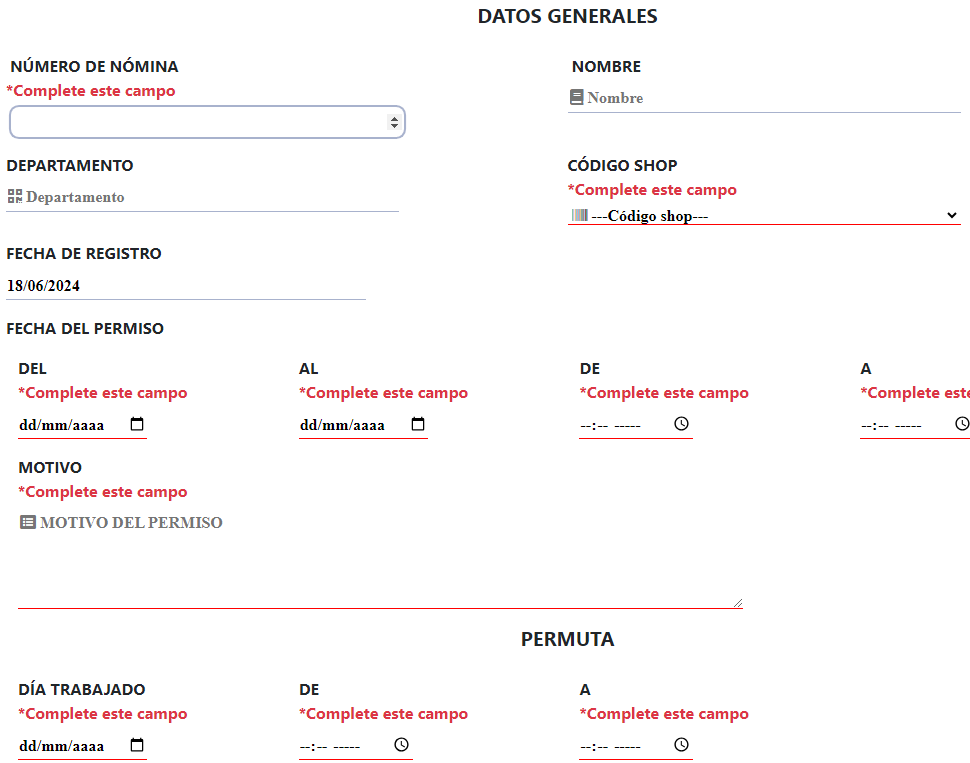 DATOS GENERALES
NÚMERO DE NÓMINA
*Complete este campo
NOMBRE
Nombre
DEPARTAMENTO
Departamento
CÓDIGO SHOP
*Complete este campo
---Código shop---
FECHA DE REGISTRO
18/06/2024
FECHA DEL PERMISO
DEL
*Complete este campo
dd/mm/aaaa
AL
*Complete este campo
dd/mm/aaaa
DE
*Complete este campo
--:-- -----
A
*Complete este
--:-- -----
MOTIVO
*Complete este campo
MOTIVO DEL PERMISO
PERMUTA
DÍA TRABAJADO
*Complete este campo
dd/mm/aaaa
DE
*Complete este campo
--:-- -----
A
*Complete este campo
--:-- -----